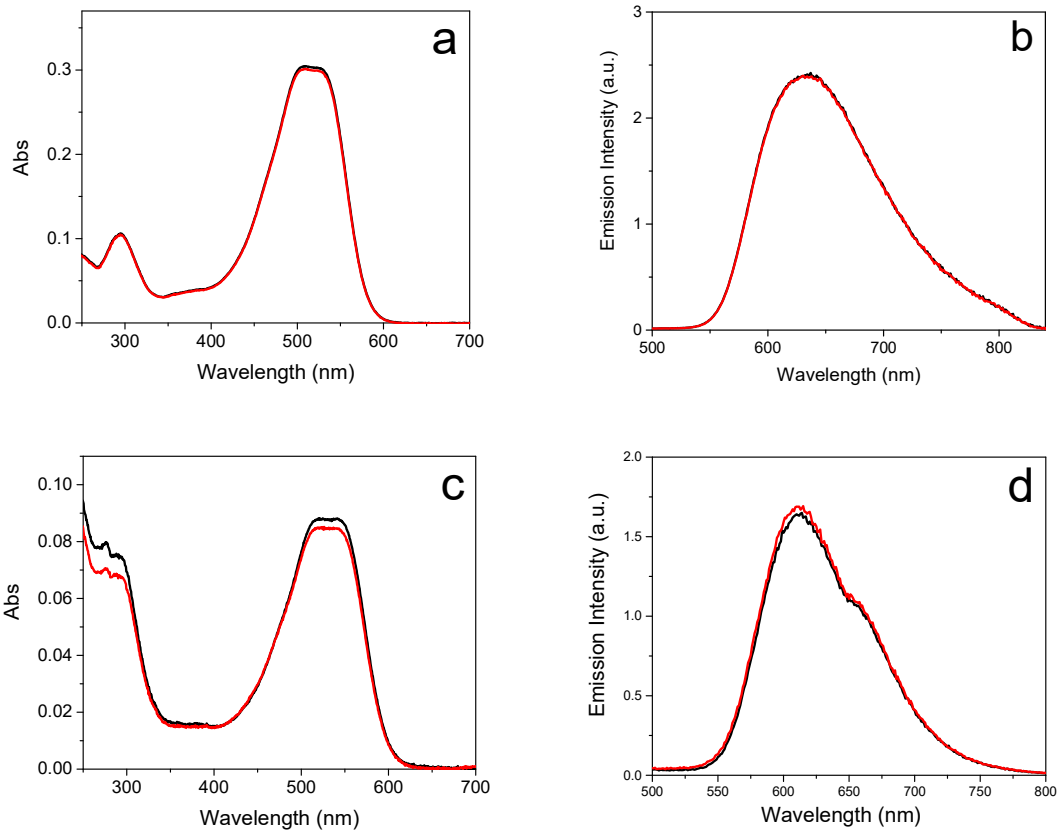 a
Abs
0.3
0.2
0.1
0.0
300 400 500 600 700
Wavelength (nm)
b
Emission Intensity (a.u.)
3
2
1
0
500 600 700 800
Wavelength (nm)
c
Abs
0.10
0.08
0.06
0.04
0.02
0.00
300 400 500 600 700
Wavelength (nm)
d
Emission Intensity (a.u.)
2.0
1.5
1.0
0.5
0.0
500 550 600 650 700 750 800
Wavelength (nm)